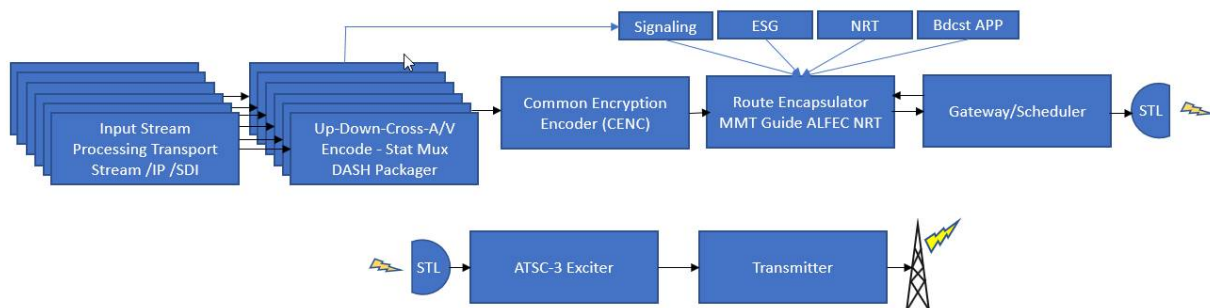 Signaling
ESG
NRT
Bdcst APP
Input Stream
Processing Transport
Stream /IP /SDI
Up-Down-Cross-A/V
Encode - Stat Mux
DASH Packager
Common Encryption
Encoder (CENC)
Route Encapsulator
MMT Guide ALFEC NRT
Gateway/Scheduler
STL
STL
ATSC-3 Exciter
Transmitter